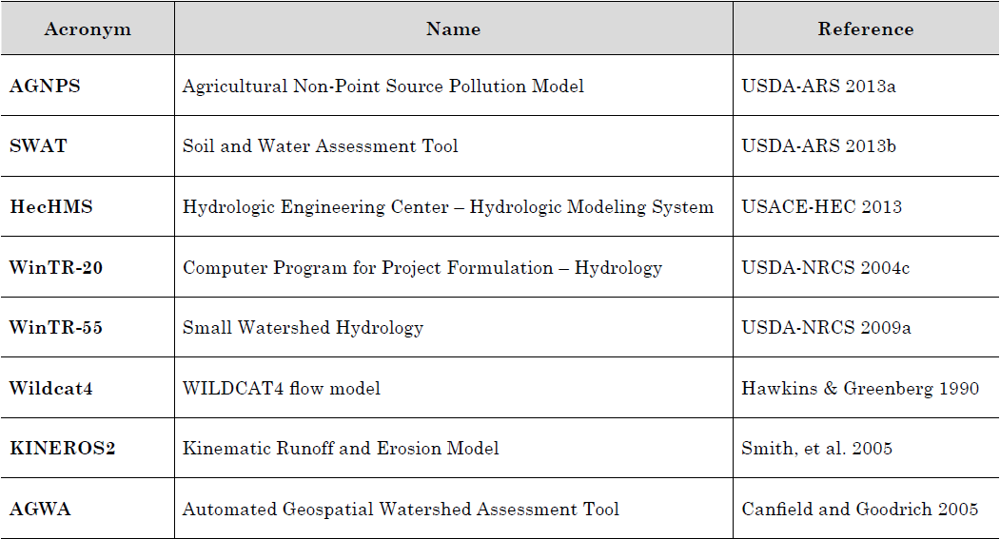 Acronym Name Reference
AGNPS Agricultural Non-Point Source Pollution Model USDA-ARS 2013a
SWAT Soil and Water Assessment Tool USDA-ARS 2013b
HecHMS Hydrologic Engineering Center – Hydrologic Modeling System USACE-HEC 2013
WinTR-20 Computer Program for Project Formulation – Hydrology USDA-NRCS 2004c
WinTR-55 Small Watershed Hydrology USDA-NRCS 2009a
Wildcat4 WILDCAT4 flow model Hawkins & Greenberg 1990
KINEROS2 Kinematic Runoff and Erosion Model Smith, et al. 2005
AGWA Automated Geospatial Watershed Assessment Tool Canfield and Goodrich 2005